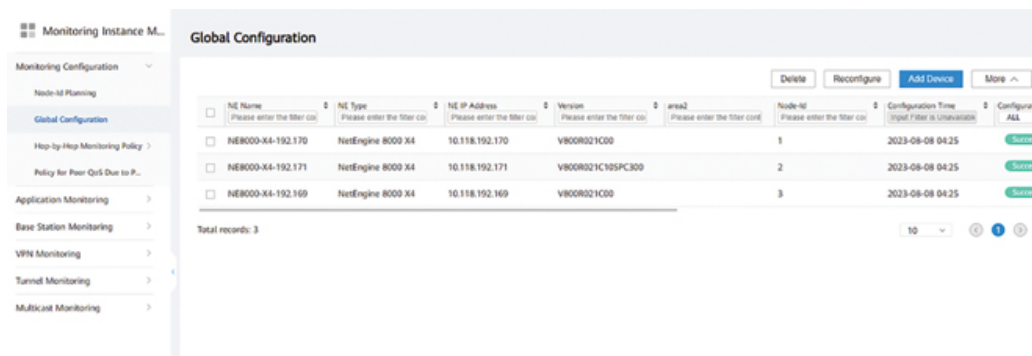 Monitoring Instance M...
Global Configuration
Monitoring Configuration
Node-Id Planning
Global Configuration
Hop-by-Hop Monitoring Policy
Policy for Poor QoS Due to P...
Application Monitoring
Base Station Monitoring
VPN Monitoring
Tunnel Monitoring
Multicast Monitoring
Delete Reconfigure Add Device More
NE Name NE Type NE IP Address Version area2 Node-Id Configuration Time Configura
Please enter the filter co Please enter the filter co Please enter the filter co Please enter the filter co Please enter the filter cont Please enter the filter co Input Filter is Unavailable ALL
NE8000-X4-192.170 NetEngine 8000 X4 10.118.192.170 V800R021C00 1 2023-08-08 04:25 Succe
NE8000-X4-192.171 NetEngine 8000 X4 10.118.192.171 V800R021C10SPC300 2 2023-08-08 04:25 Succe
NE8000-X4-192.169 NetEngine 8000 X4 10.118.192.169 V800R021C00 3 2023-08-08 04:25 Succe
Total records: 3 10 1